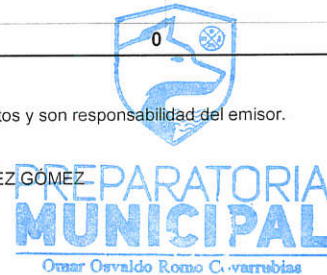 0
tos y son responsabilidad del emisor.
EZ GÓMEZ
PREPARATORIA
MUNICIPAL
Omar Osvaldo Romo Covarrubias